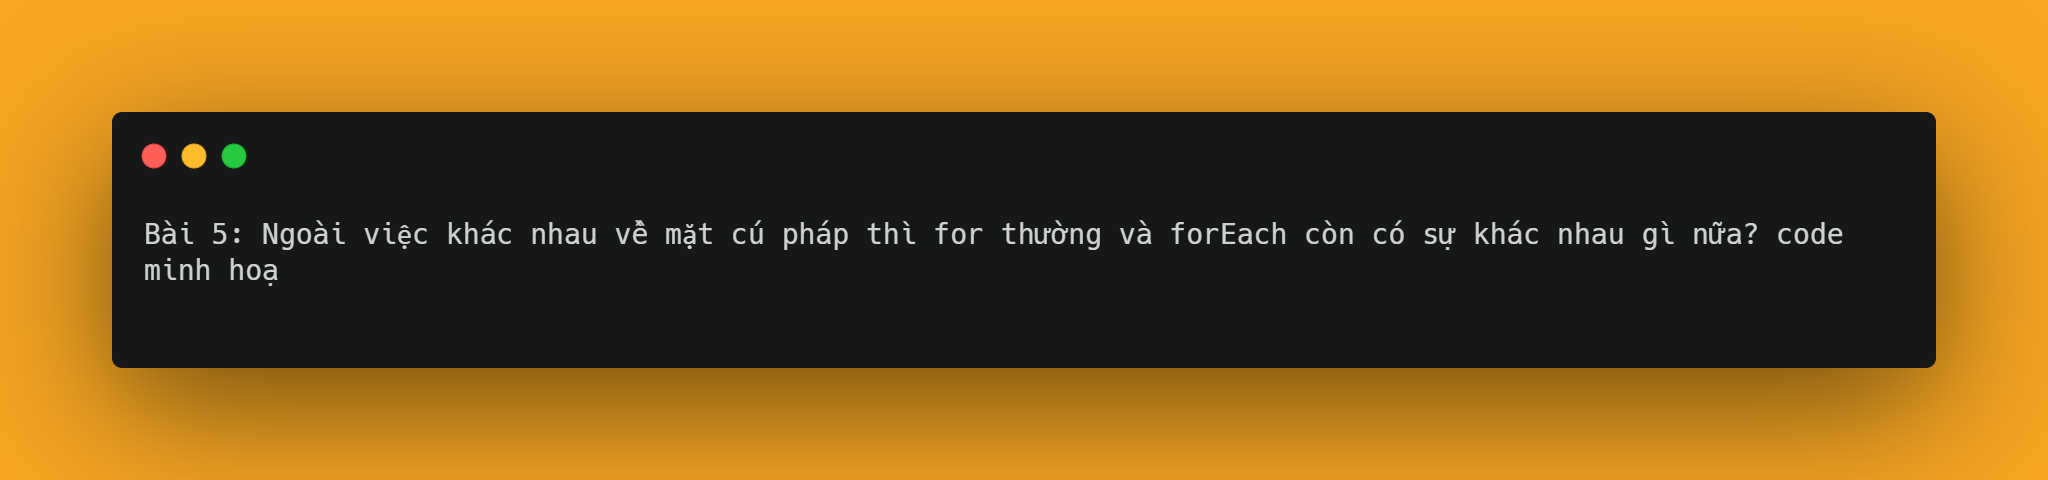 Bài 5: Ngoài việc khác nhau về mặt cú pháp thì for thường và forEach còn có sự khác nhau gì nữa? code
minh hoạ